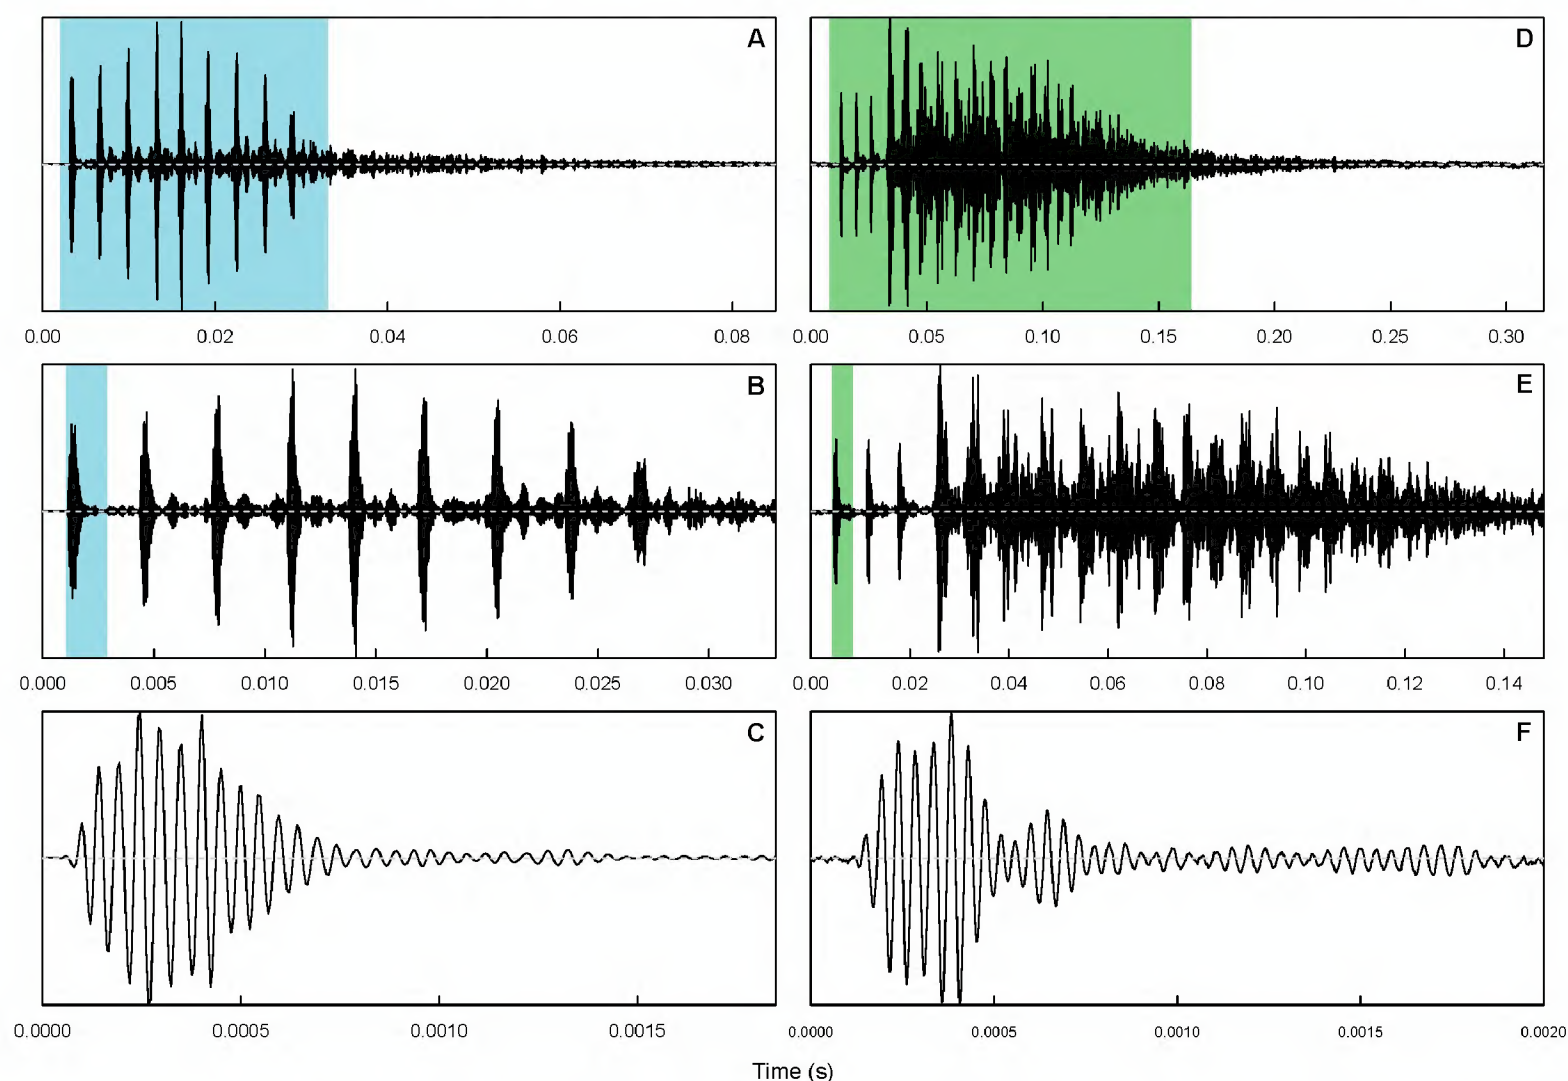 A
D
0.00 0.02 0.04 0.06 0.08
0.00 0.05 0.10 0.15 0.20 0.25 0.30
B
E
0.000 0.005 0.010 0.015 0.020 0.025 0.030
0.00 0.02 0.04 0.06 0.08 0.10 0.12 0.14
C
F
0.0000 0.0005 0.0010 0.0015
0.0000 0.0005 0.0010 0.0015 0.0020
Time (s)